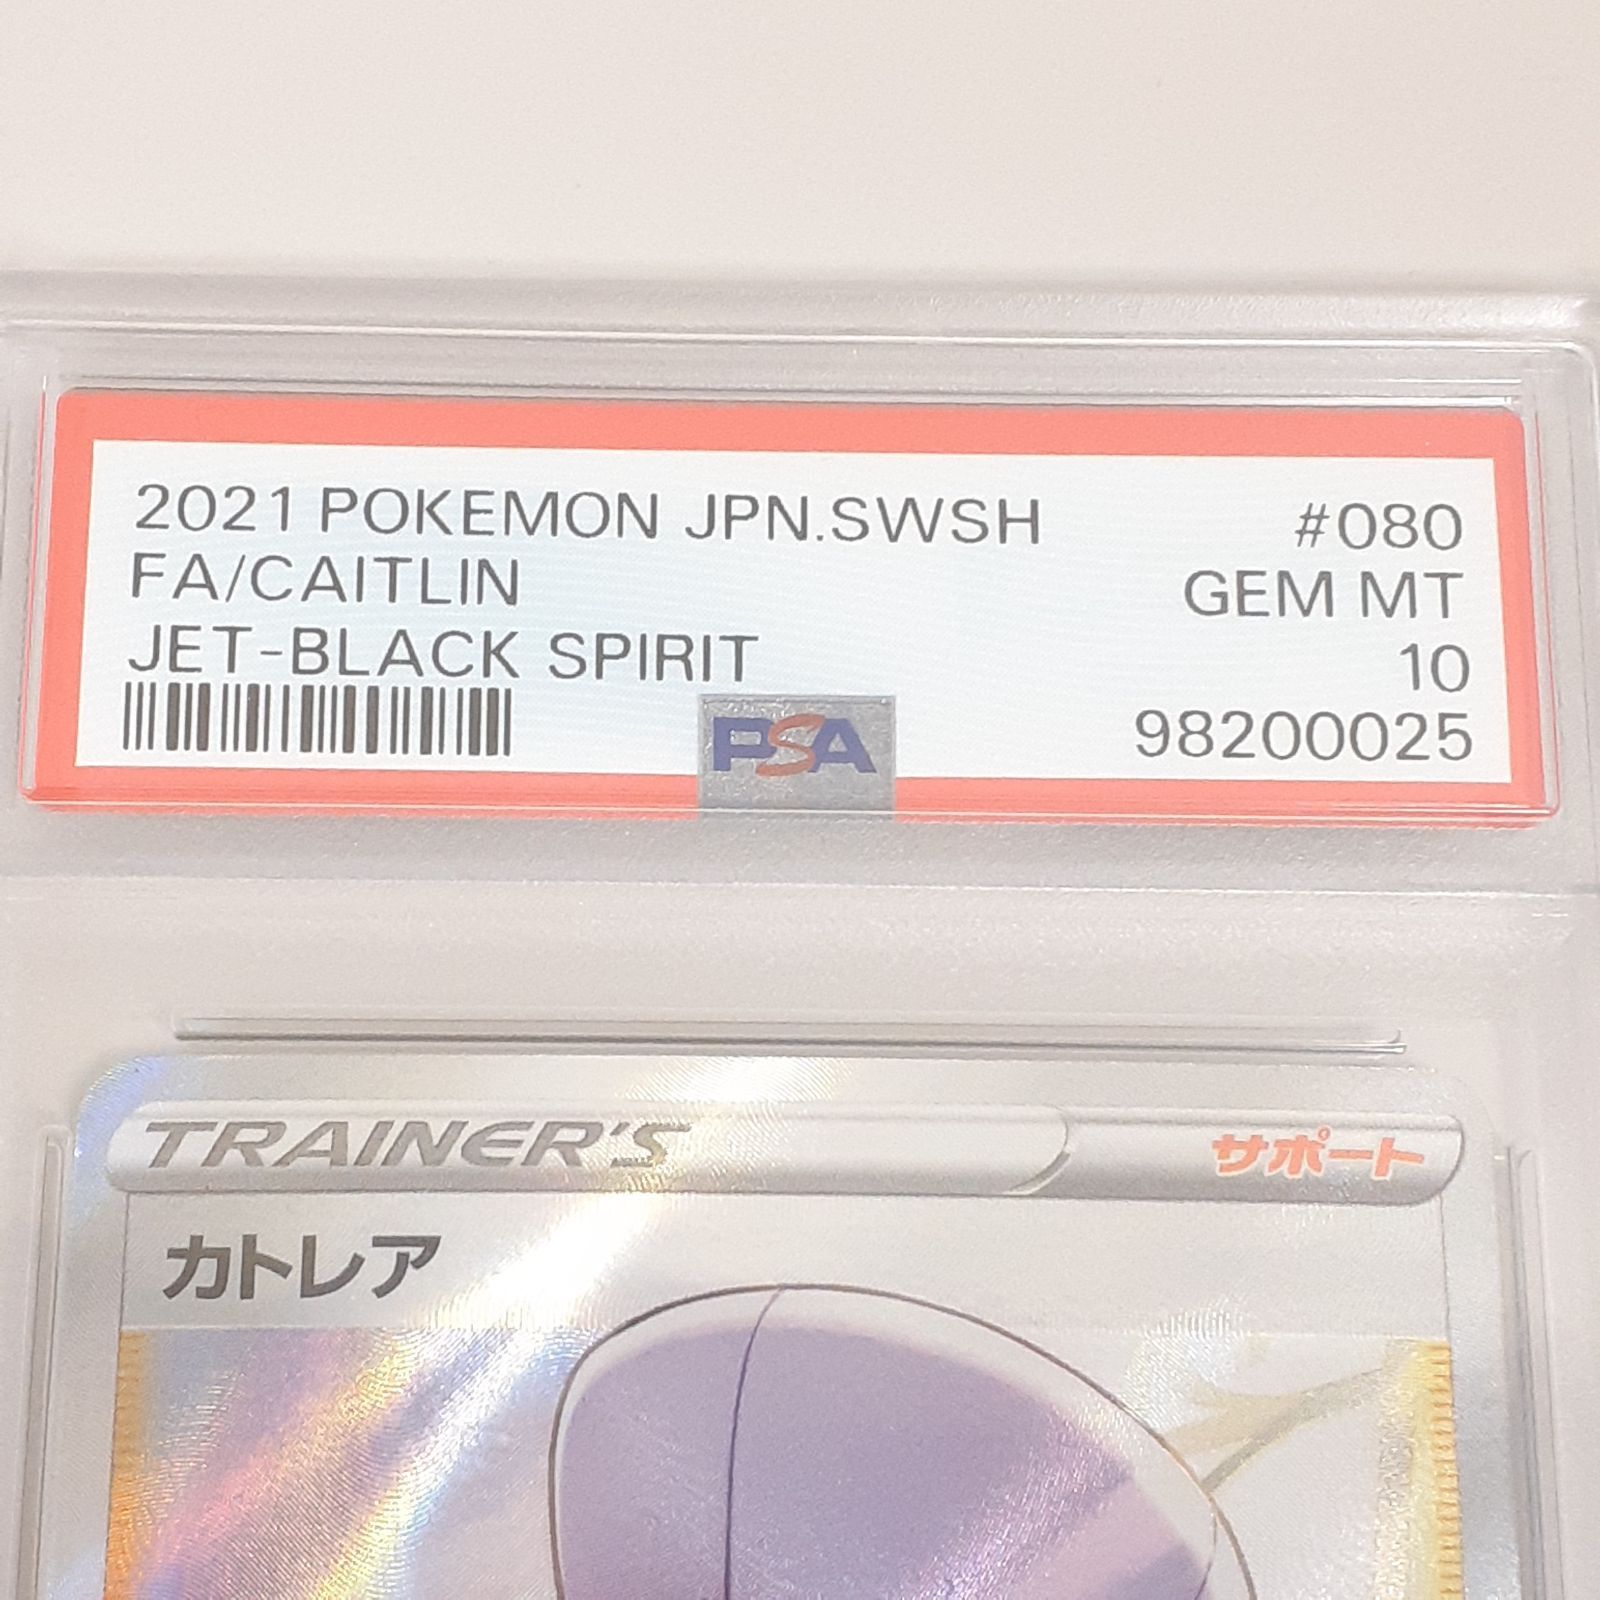 2021 POKEMON JPN.SWSH #080
FA/CAITLIN GEM MT
JET-BLACK SPIRIT 10
PSA 98200025
TRAINER'S サポート
カトレア